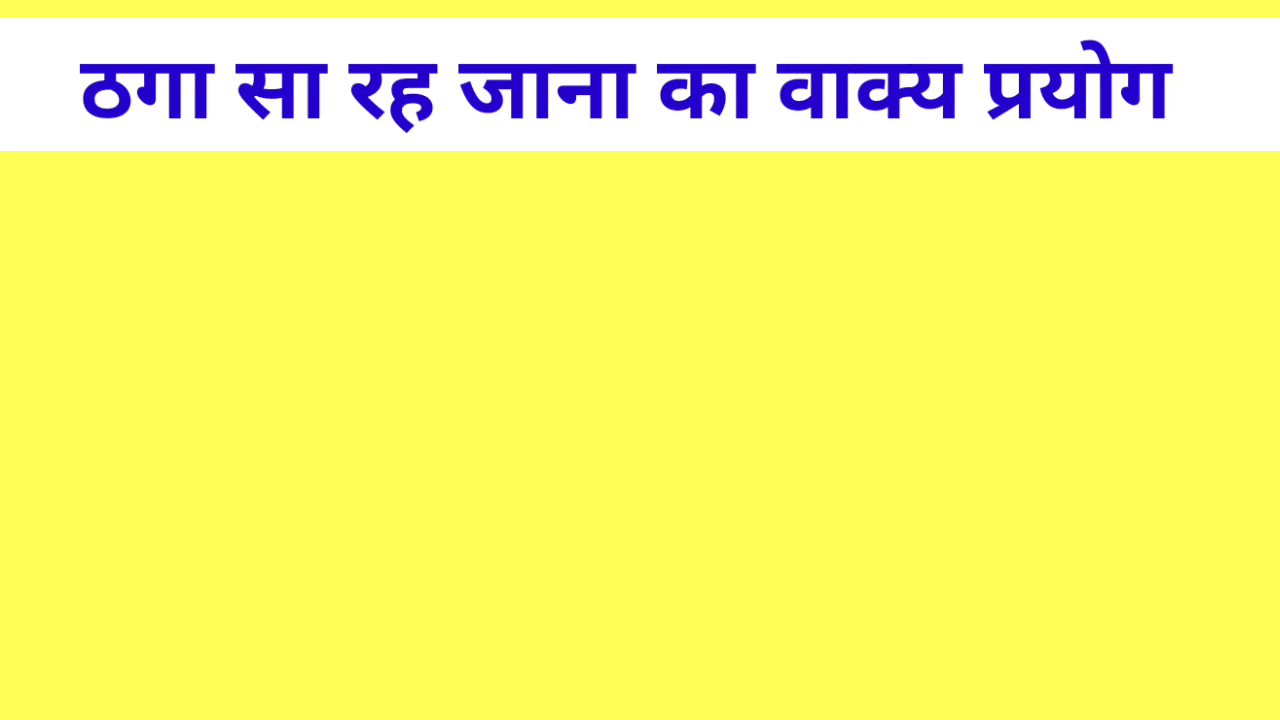 ठगा सा रह जाना का वाक्य प्रयोग